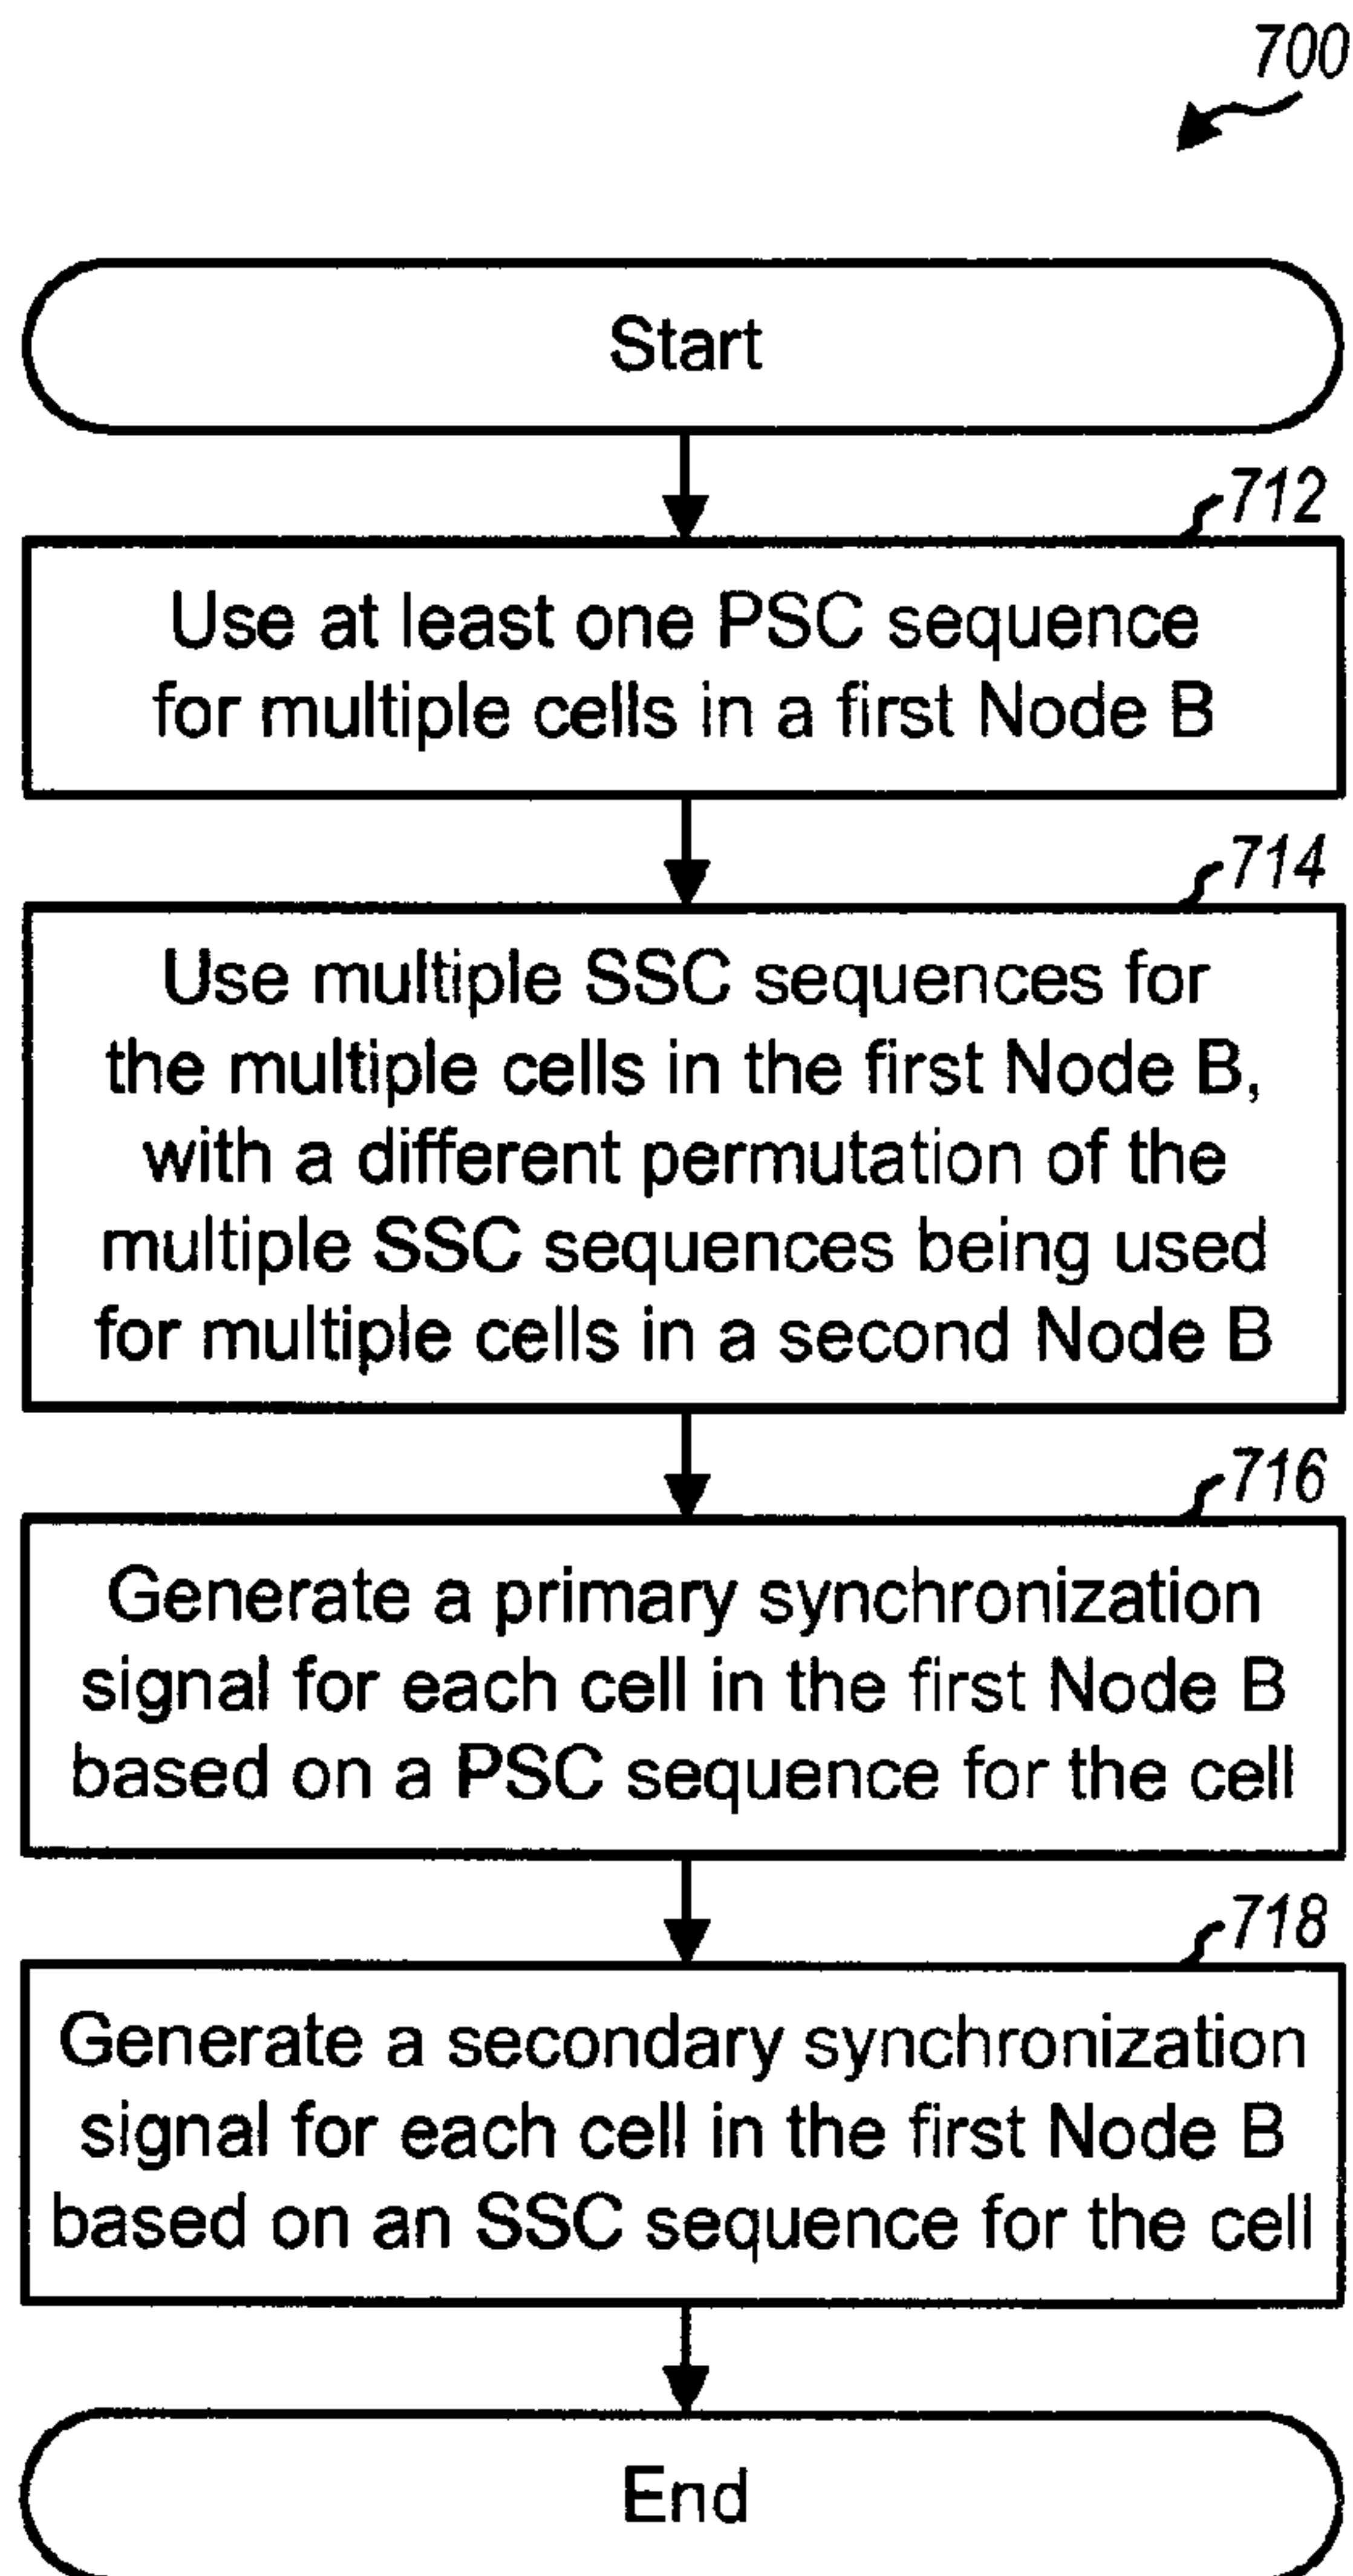 700
Start
712
Use at least one PSC sequence
for multiple cells in a first Node B
714
Use multiple SSC sequences for
the multiple cells in the first Node B,
with a different permutation of the
multiple SSC sequences being used
for multiple cells in a second Node B
716
Generate a primary synchronization
signal for each cell in the first Node B
based on a PSC sequence for the cell
718
Generate a secondary synchronization
signal for each cell in the first Node B
based on an SSC sequence for the cell
End